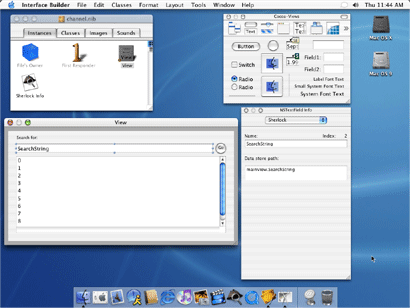 Interface Builder File Edit Classes Format Layout Tools Window Help
Thu 11:44 AM
channel.nib
Instances Classes Images Sounds
File's Owner First Responder View
Sherlock Info
Cocoa-Views
Button
Switch
Radio
Radio
Field1:
Field2:
Label Font Text
Small System Font Text
System Font Text
Mac OS X
Mac OS 9
View
Search for:
SearchString
0
1
2
3
4
5
6
7
8
NSTextField Info
Sherlock
Name: Index: 2
SearchString
Data store path:
mainview.searchString